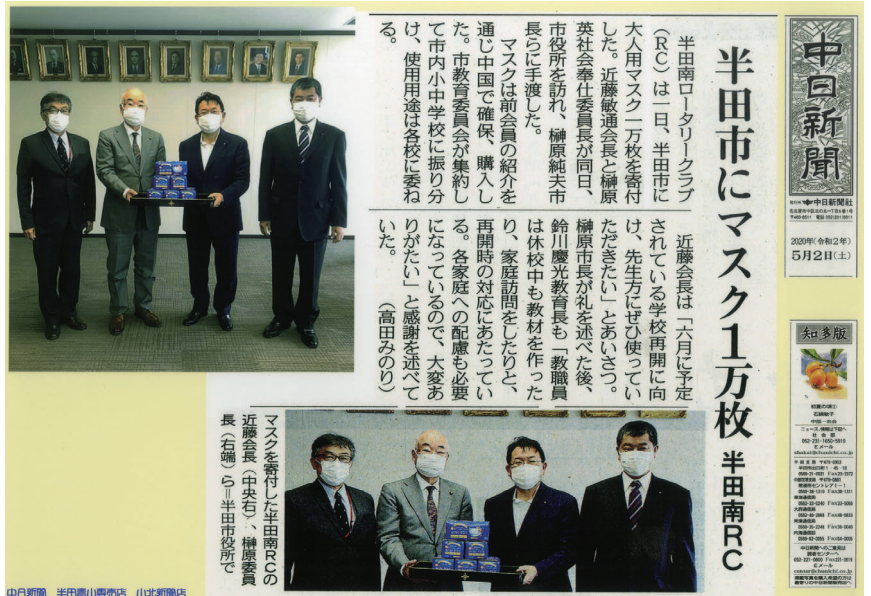 中日新聞
発行所 中日新聞社
2020年(令和2年)
5月2日(土)
知多版
半田市にマスク1万枚 半田南RC
半田南ロータリークラブ
（RC）は一日、半田市に
大人用マスク一万枚を寄付
した。近藤敏通会長と榊原
英社会奉仕委員長が同日、
市役所を訪れ、榊原純夫市
長らに手渡した。
マスクは前会員の紹介を
通じ中国で確保、購入し
た。市教育委員会が集約し
て市内小中学校に振り分
け、使用用途は各校に委ね
る。
近藤会長は「六月に予定
されている学校再開に向
け、先生方にぜひ使ってい
ただきたい」とあいさつ。
榊原市長が礼を述べた後、
鈴川慶光教育長も「教職員
は休校中も教材を作った
り、家庭訪問をしたりと、
再開時の対応にあたってい
る。各家庭への配慮も必要
になっているので、大変あ
りがたい」と感謝を述べて
いた。（高田みのり）
マスクを寄付した半田南RCの
近藤会長（中央右）、榊原委員
長（右端）ら＝半田市役所で